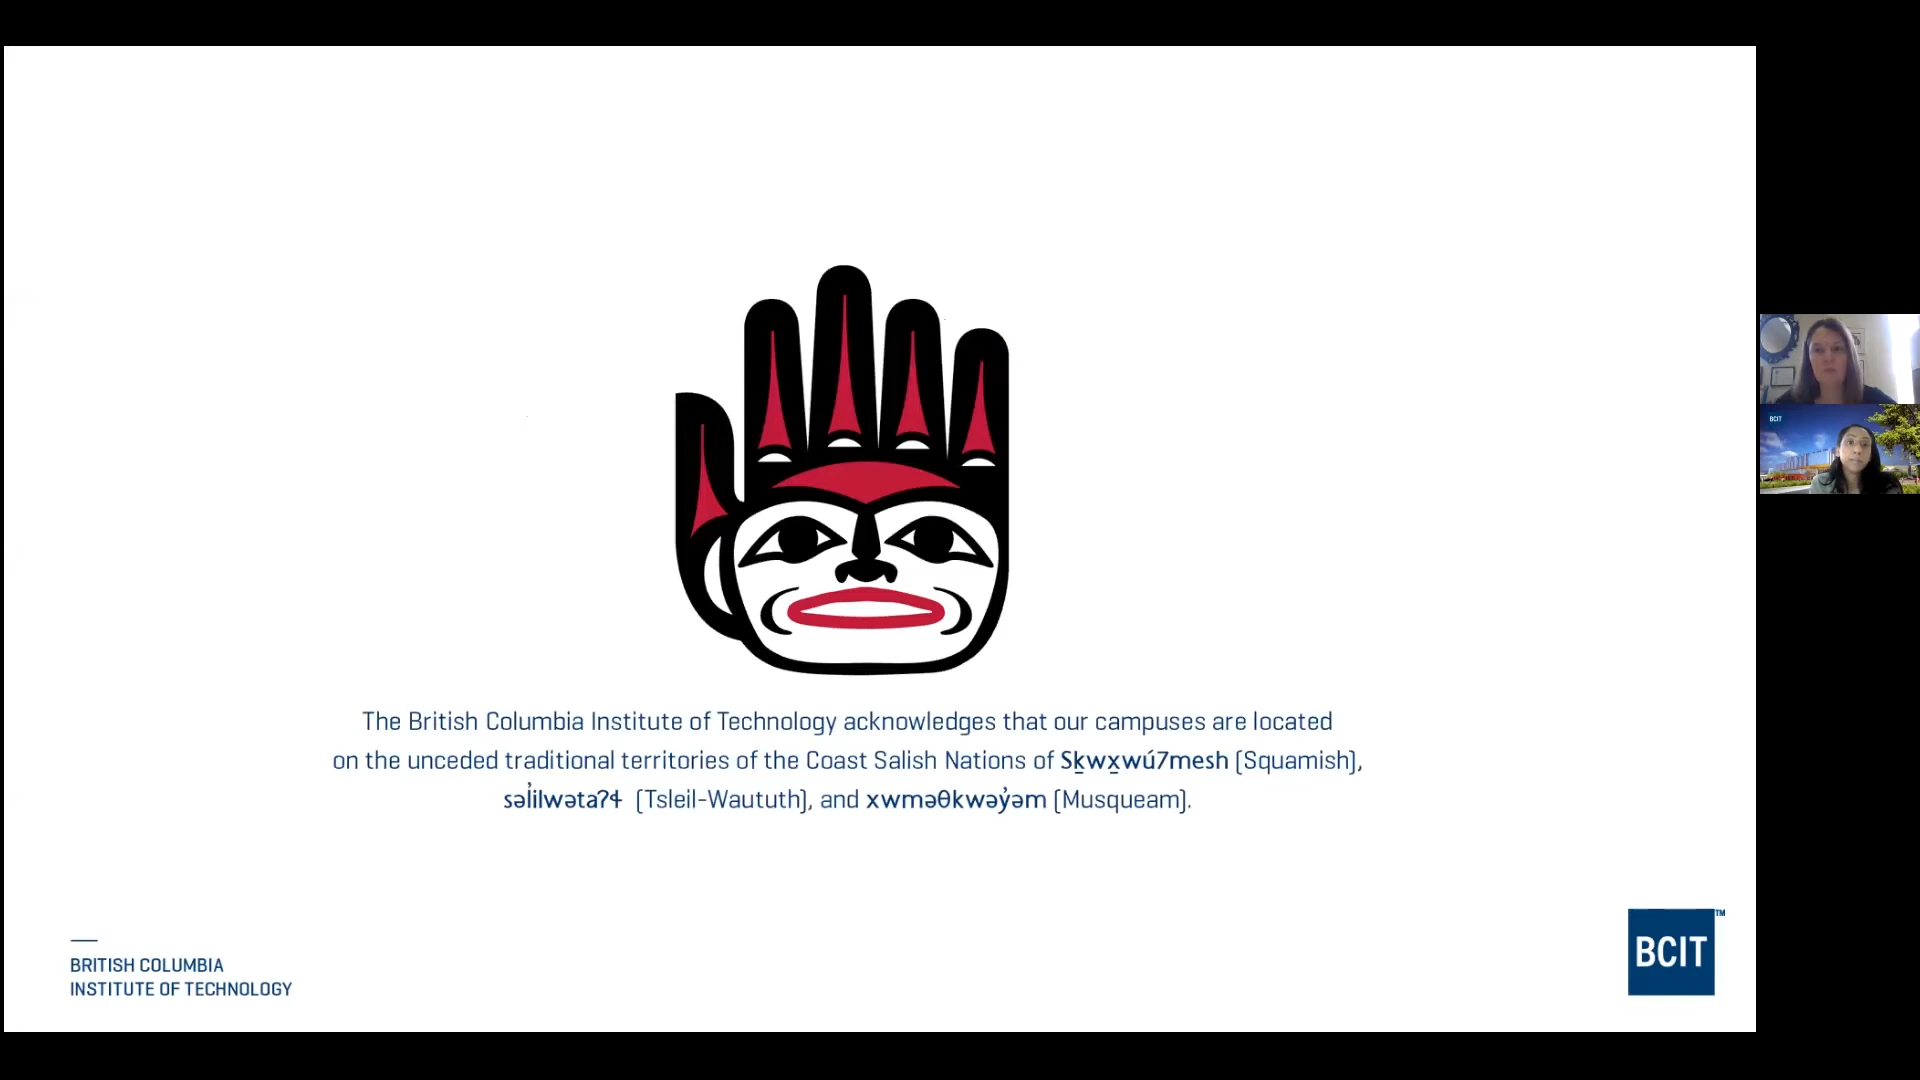 The British Columbia Institute of Technology acknowledges that our campuses are located
on the unceded traditional territories of the Coast Salish Nations of Sḵwx̱wú7mesh (Squamish),
səl̓ilwətaʔɬ (Tsleil-Waututh), and xwməθkwəy̓əm (Musqueam).
BRITISH COLUMBIA
INSTITUTE OF TECHNOLOGY
BCIT™
BCIT